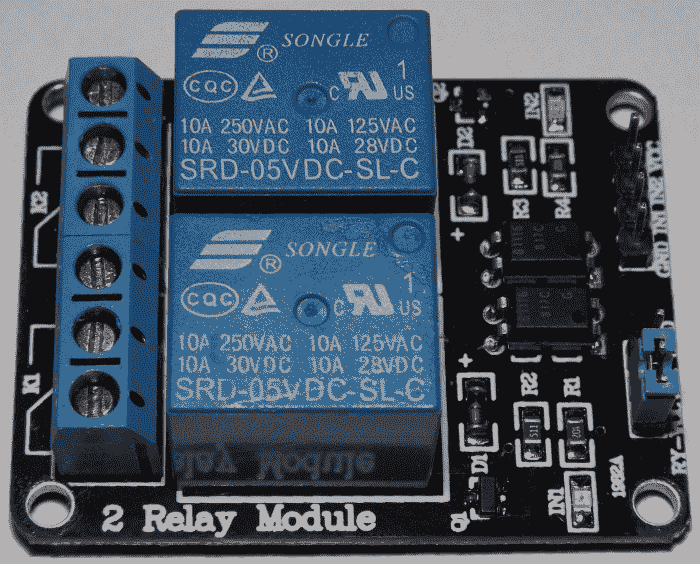 SONGLE
®
CQC
C US
1
10A 250VAC 10A 125VAC
10A 30VDC 10A 28VDC
SRD-05VDC-SL-C
SONGLE
®
CQC
C US
1
10A 250VAC 10A 125VAC
10A 30VDC 10A 28VDC
SRD-05VDC-SL-C
2 Relay Module
K2
K1
D2
R3
R4
IN2
GND IN1 IN2 VCC
R2
R1
D1
Q1
IN1